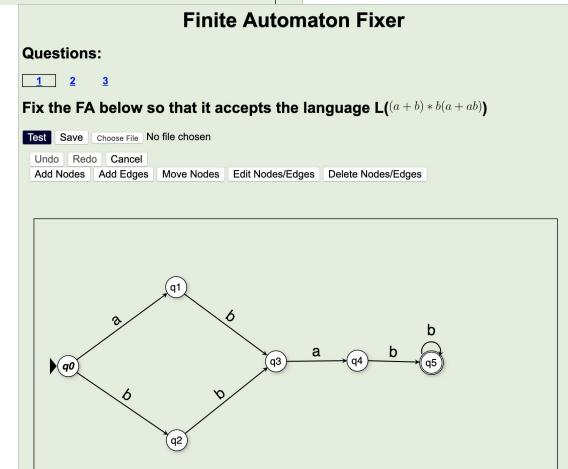 Finite Automaton Fixer
Questions:
1 2 3
Fix the FA below so that it accepts the language L((a + b) ∗ b(a + ab))
Test Save Choose File No file chosen
Undo Redo Cancel
Add Nodes Add Edges Move Nodes Edit Nodes/Edges Delete Nodes/Edges
q1
a b
b
q0 q3 a q4 b q5
b b
q2